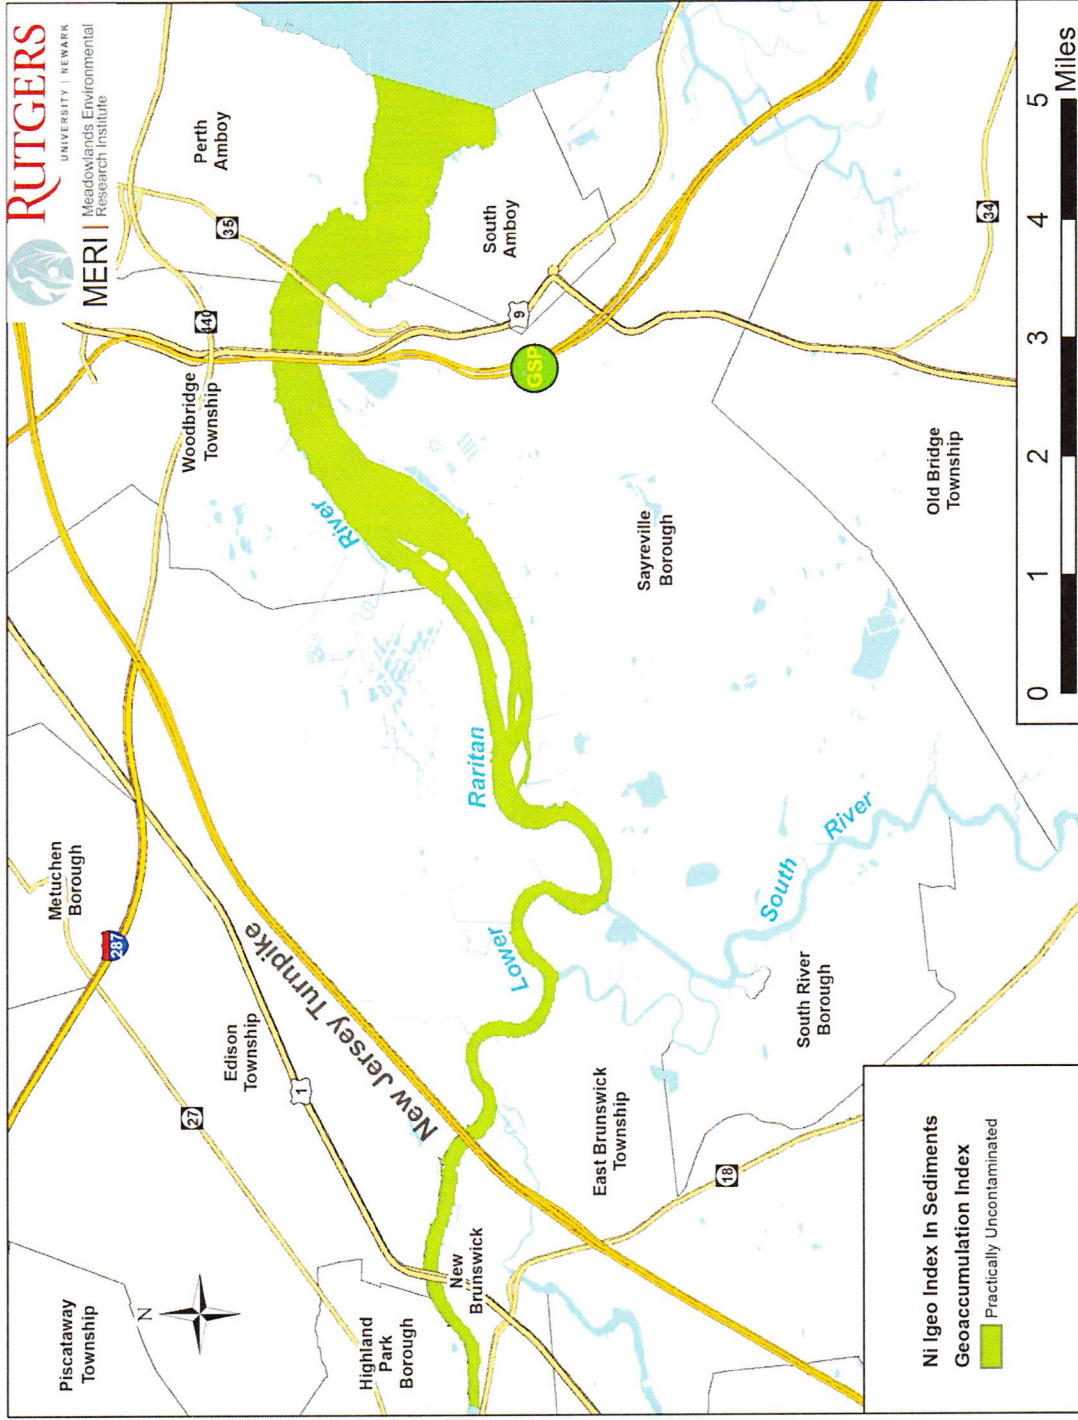 RUTGERS
UNIVERSITY | NEWARK
MERI | Meadowlands Environmental
Research Institute
Piscataway
Township
N
Highland
Park
Borough
New
Brunswick
27
Edison
Township
1
New Jersey Turnpike
Metuchen
Borough
287
Woodbridge
Township
440
Perth
Amboy
35
South
Amboy
9
GSP
Lower
Raritan
River
Sayreville
Borough
East Brunswick
Township
18
South River
Borough
South
River
Old Bridge
Township
34
Ni Igeo Index In Sediments
Geoaccumulation Index
Practically Uncontaminated
0 1 2 3 4 5
Miles